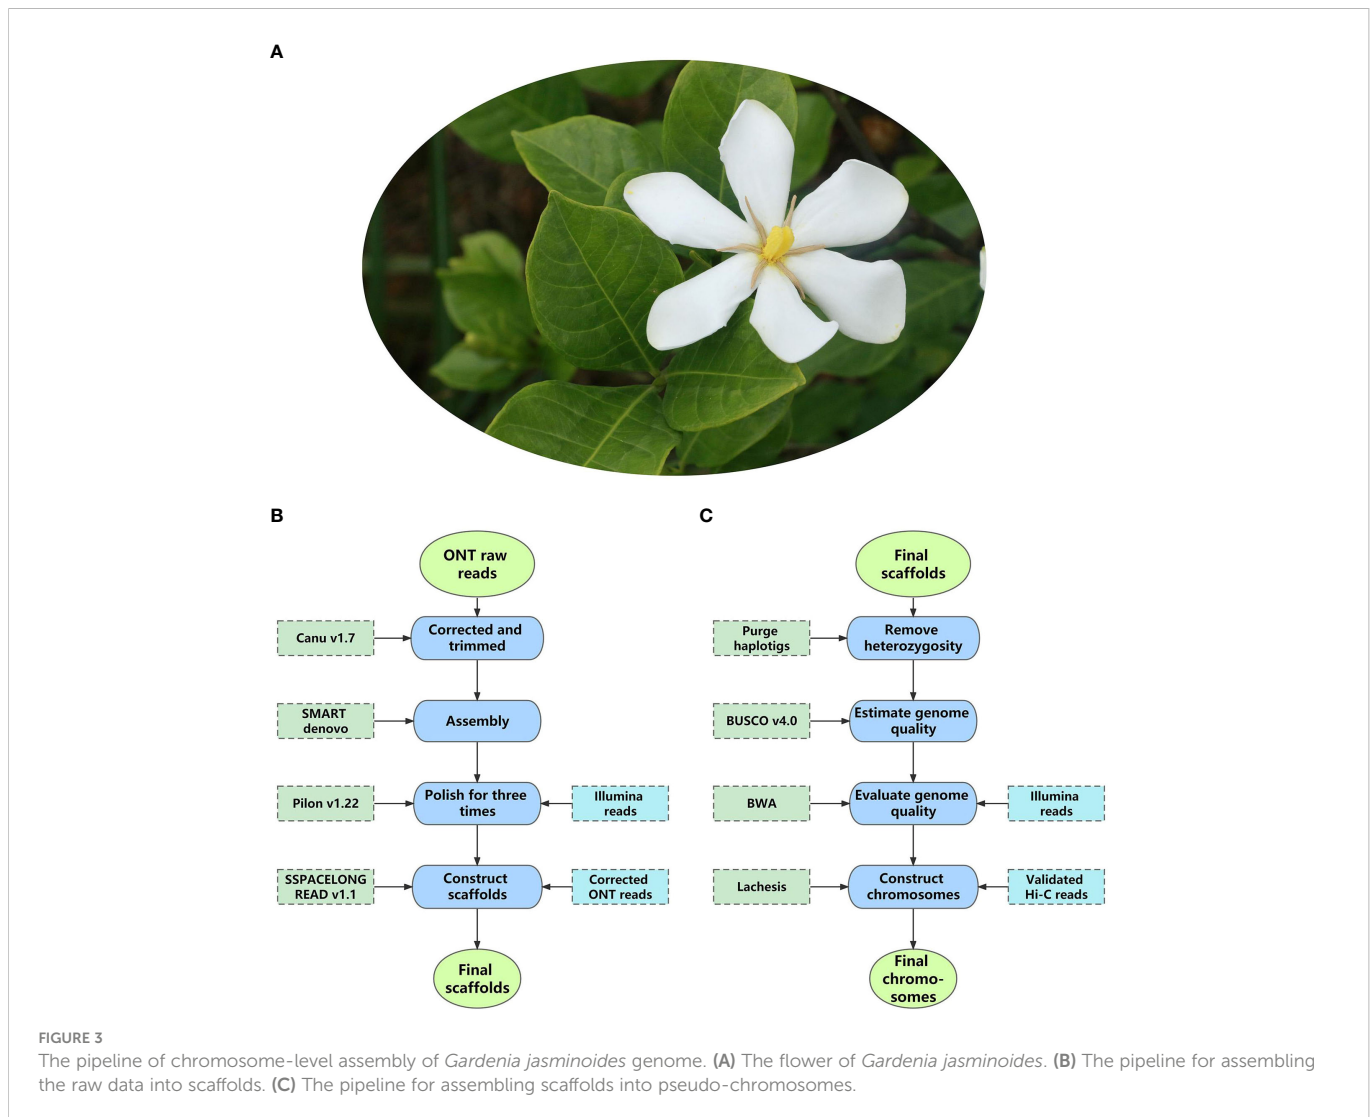 A
B
ONT raw
reads
Canu v1.7
Corrected and
trimmed
SMART
denovo
Assembly
Pilon v1.22
Polish for three
times
Illumina
reads
SSPACELONG
READ v1.1
Construct
scaffolds
Corrected
ONT reads
Final
scaffolds
C
Final
scaffolds
Purge
haplotigs
Remove
heterozygosity
BUSCO v4.0
Estimate genome
quality
BWA
Evaluate genome
quality
Illumina
reads
Lachesis
Construct
chromosomes
Validated
Hi-C reads
Final
chromo-
somes
FIGURE 3
The pipeline of chromosome-level assembly of Gardenia jasminoides genome. (A) The flower of Gardenia jasminoides. (B) The pipeline for assembling
the raw data into scaffolds. (C) The pipeline for assembling scaffolds into pseudo-chromosomes.